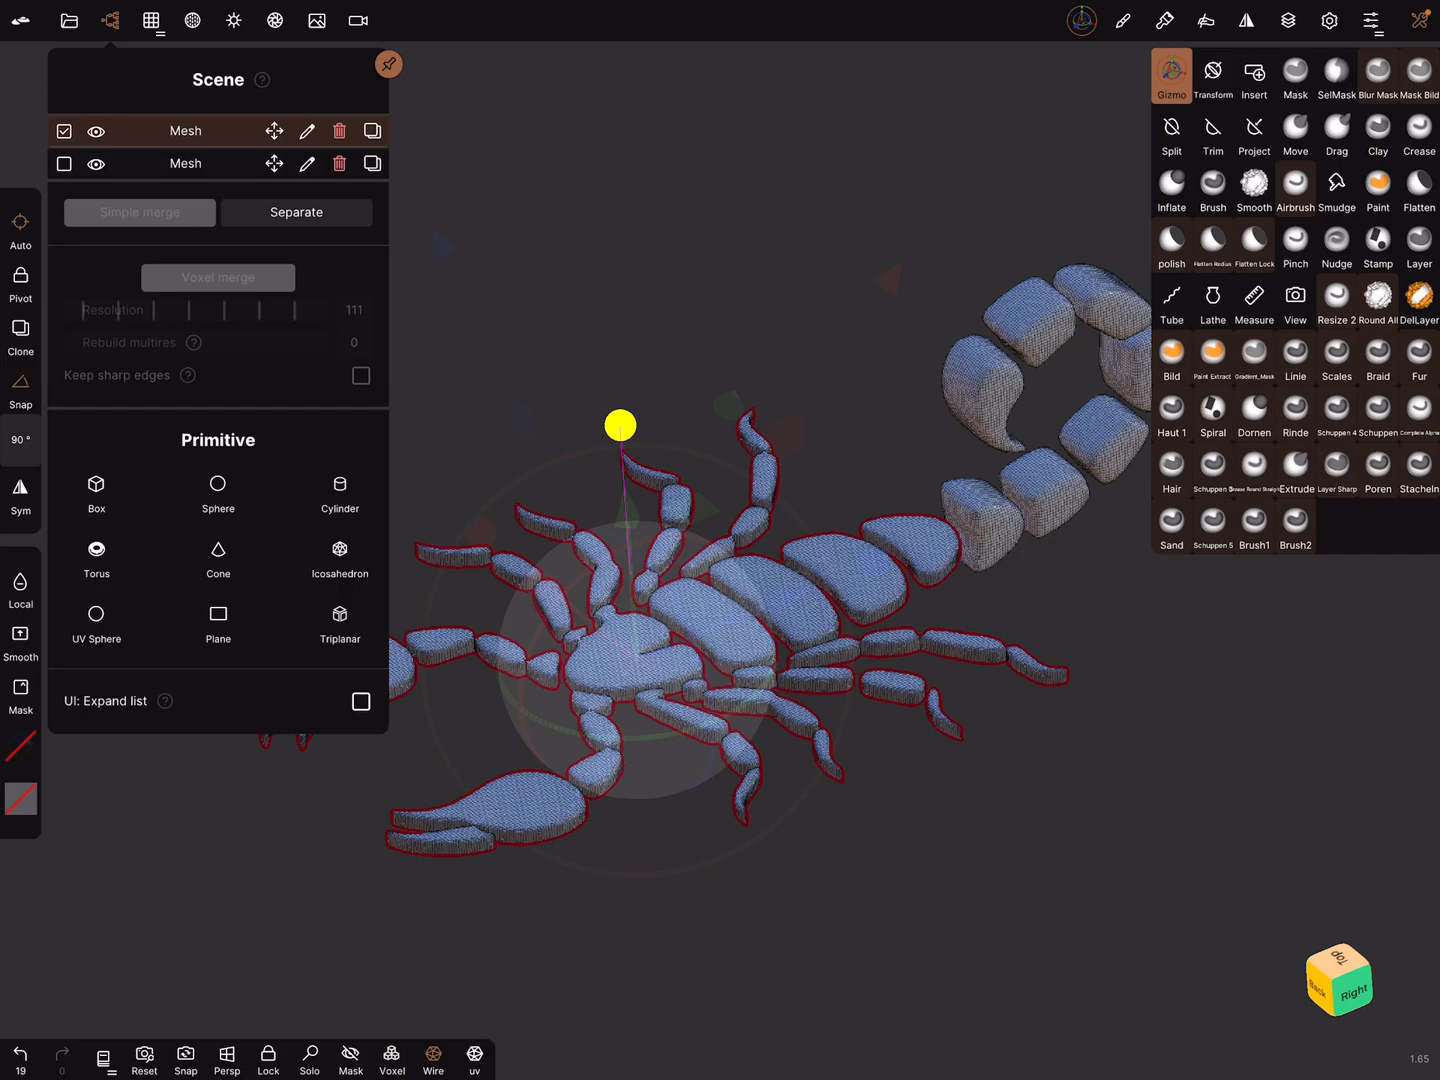 Scene
Mesh
Mesh
Simple merge
Separate
Voxel merge
Resolution
111
Rebuild multires
0
Keep sharp edges
Primitive
Box
Sphere
Cylinder
Torus
Cone
Icosahedron
UV Sphere
Plane
Triplanar
UI: Expand list
Auto
Pivot
Clone
Snap
90 °
Sym
Local
Smooth
Mask
Gizmo
Transform
Insert
Mask
SelMask
Blur Mask
Mask Bild
Split
Trim
Project
Move
Drag
Clay
Crease
Inflate
Brush
Smooth
Airbrush
Smudge
Paint
Flatten
polish
Flatten Radius
Flatten Lock
Pinch
Nudge
Stamp
Layer
Tube
Lathe
Measure
View
Resize 2
Round All
DelLayer
Bild
Paint Extract
Gradient_Mask
Linie
Scales
Braid
Fur
Haut 1
Spiral
Dornen
Rinde
Schuppen 4
Schuppen
Complete Alpha
Hair
Schuppen
Extrude
Layer Sharp
Poren
Stacheln
Sand
Schuppen 5
Brush1
Brush2
Top
Back
Right
19
0
Reset
Snap
Persp
Lock
Solo
Mask
Voxel
Wire
uv
1.65